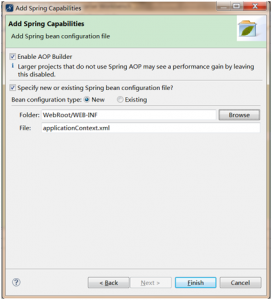 Add Spring Capabilities
Add Spring Capabilities
Add Spring bean configuration file
Enable AOP Builder
Larger projects that do not use Spring AOP may see a performance gain by leaving
this disabled.
Specify new or existing Spring bean configuration file?
Bean configuration type: New Existing
Folder: WebRoot/WEB-INF Browse
File: applicationContext.xml
< Back Next > Finish Cancel